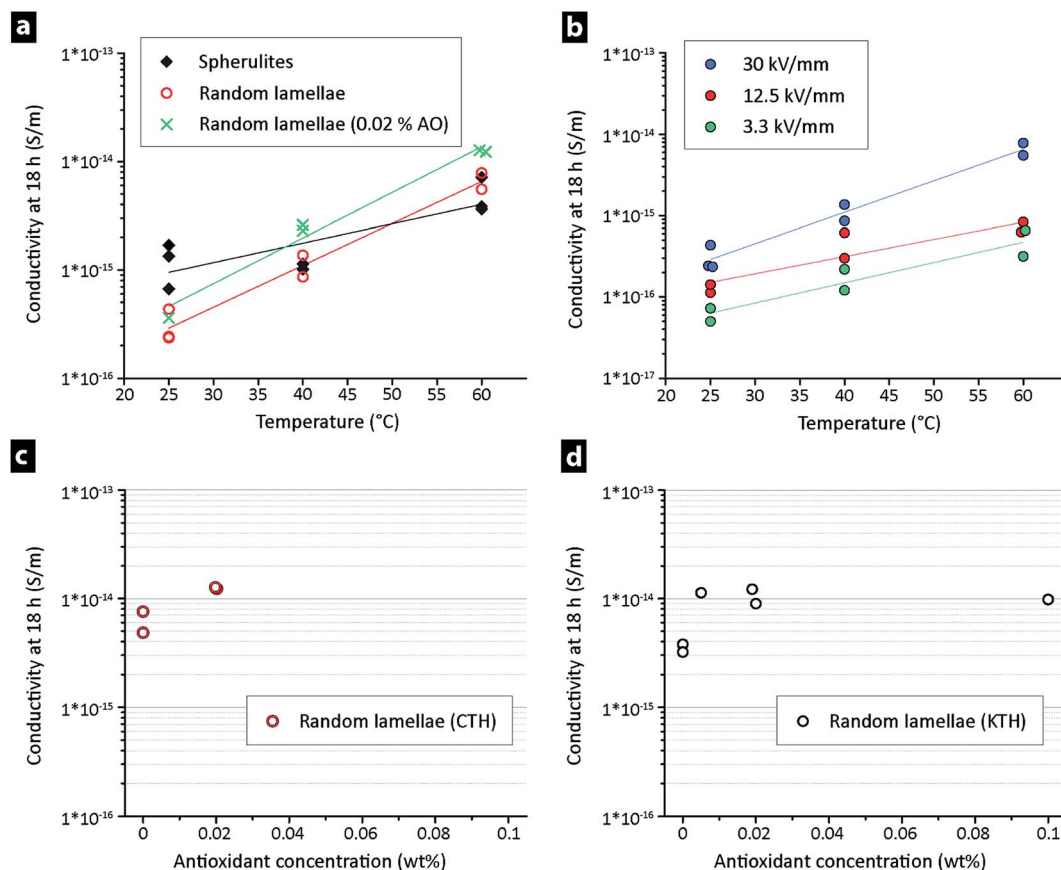 a
Conductivity at 18 h (S/m)
1*10-13
1*10-14
1*10-15
1*10-16
Spherulites
Random lamellae
Random lamellae (0.02 % AO)
20 25 30 35 40 45 50 55 60
Temperature (°C)
b
Conductivity at 18 h (S/m)
1*10-13
1*10-14
1*10-15
1*10-16
1*10-17
30 kV/mm
12.5 kV/mm
3.3 kV/mm
20 25 30 35 40 45 50 55 60
Temperature (°C)
c
Conductivity at 18 h (S/m)
1*10-13
1*10-14
1*10-15
1*10-16
Random lamellae (CTH)
0 0.02 0.04 0.06 0.08 0.1
Antioxidant concentration (wt%)
d
Conductivity at 18 h (S/m)
1*10-13
1*10-14
1*10-15
1*10-16
Random lamellae (KTH)
0 0.02 0.04 0.06 0.08 0.1
Antioxidant concentration (wt%)